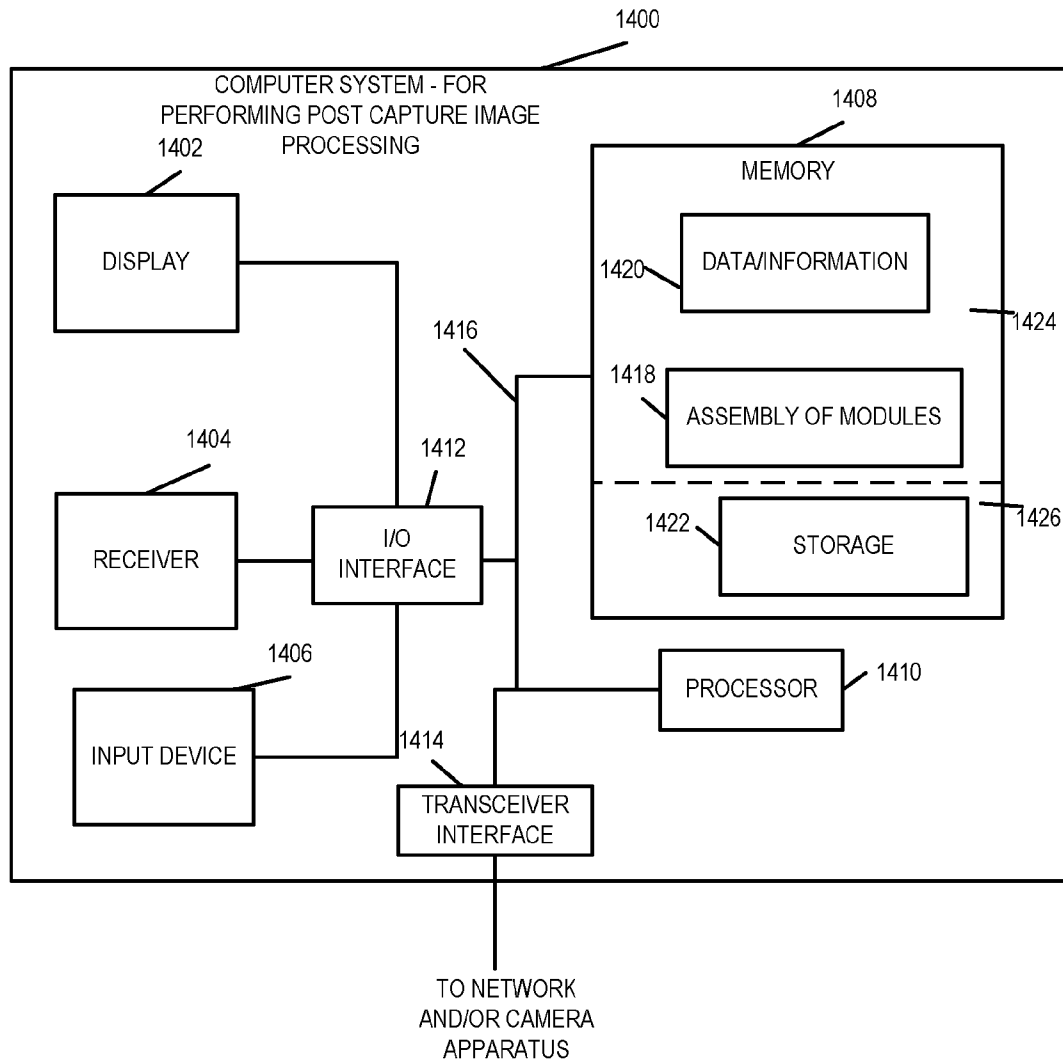 1400
COMPUTER SYSTEM - FOR
PERFORMING POST CAPTURE IMAGE
PROCESSING
1402
DISPLAY
1408
MEMORY
DATA/INFORMATION
1420
1424
1416
1418
ASSEMBLY OF MODULES
1404
RECEIVER
1412
I/O
INTERFACE
1422
STORAGE
1426
1406
INPUT DEVICE
PROCESSOR
1410
1414
TRANSCEIVER
INTERFACE
TO NETWORK
AND/OR CAMERA
APPARATUS